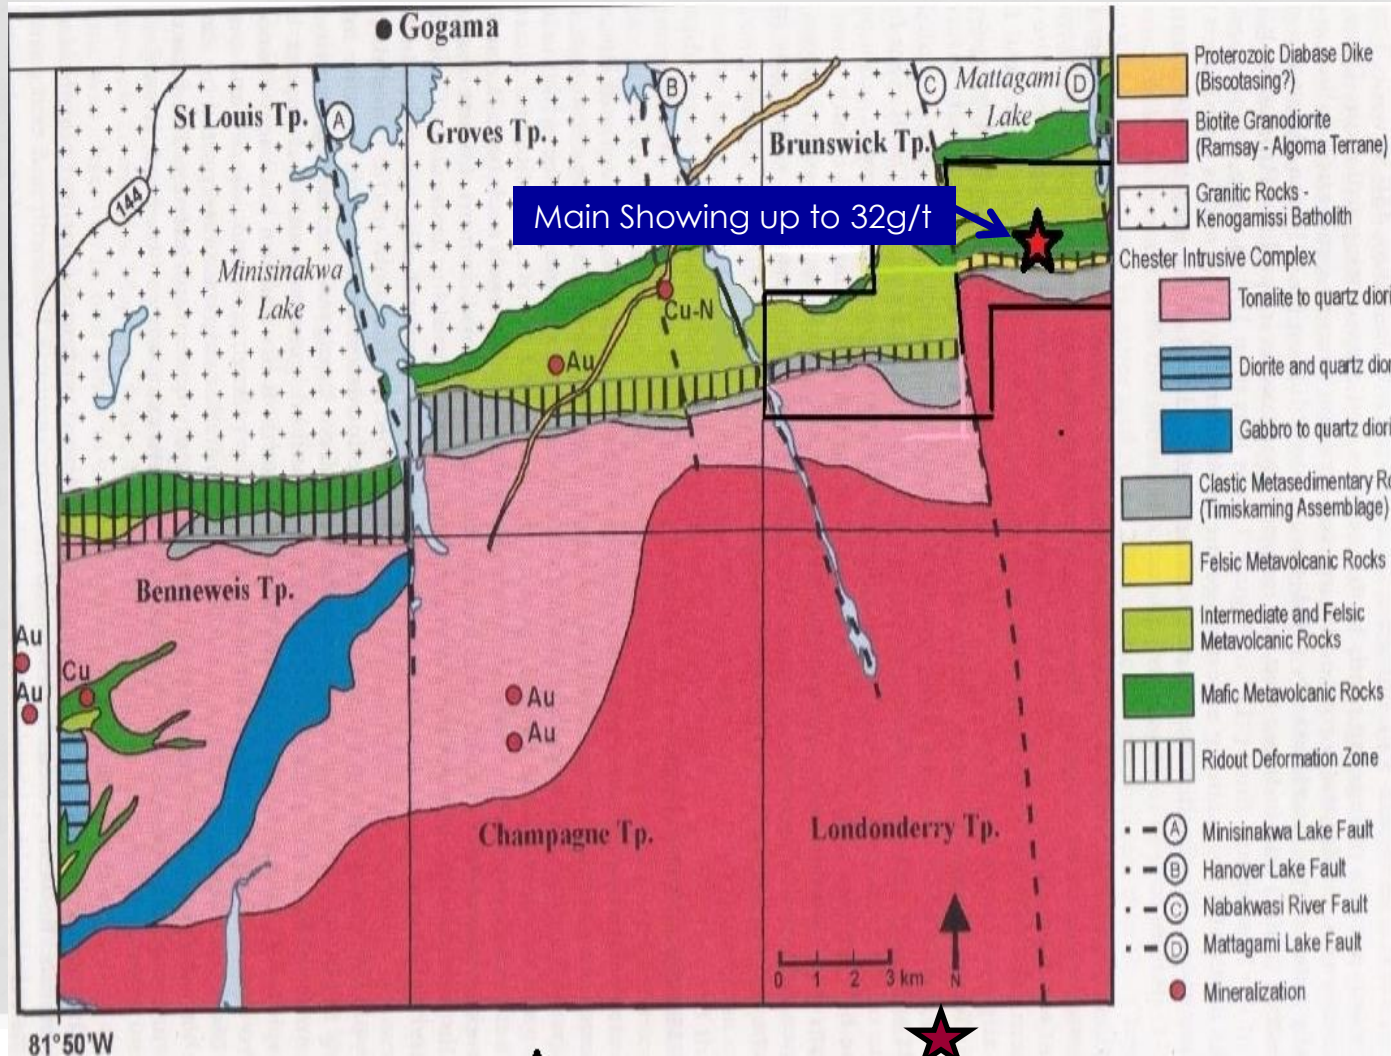 Gogama
St Louis Tp.
A
Groves Tp.
B
Brunswick Tp.
C
Mattagami
Lake
D
144
Main Showing up to 32g/t
Minisinakwa
Lake
Cu-N
Au
Benneweis Tp.
Au
Au
Cu
Au
Au
Champagne Tp.
Londonderry Tp.
0 1 2 3 km
N
81°50'W
Proterozoic Diabase Dike
(Biscotasing?)
Biotite Granodiorite
(Ramsay - Algoma Terrane)
Granitic Rocks -
Kenogamissi Batholith
Chester Intrusive Complex
Tonalite to quartz diori
Diorite and quartz dior
Gabbro to quartz diori
Clastic Metasedimentary Ro
(Timiskaming Assemblage)
Felsic Metavolcanic Rocks
Intermediate and Felsic
Metavolcanic Rocks
Mafic Metavolcanic Rocks
Ridout Deformation Zone
A Minisinakwa Lake Fault
B Hanover Lake Fault
C Nabakwasi River Fault
D Mattagami Lake Fault
Mineralization